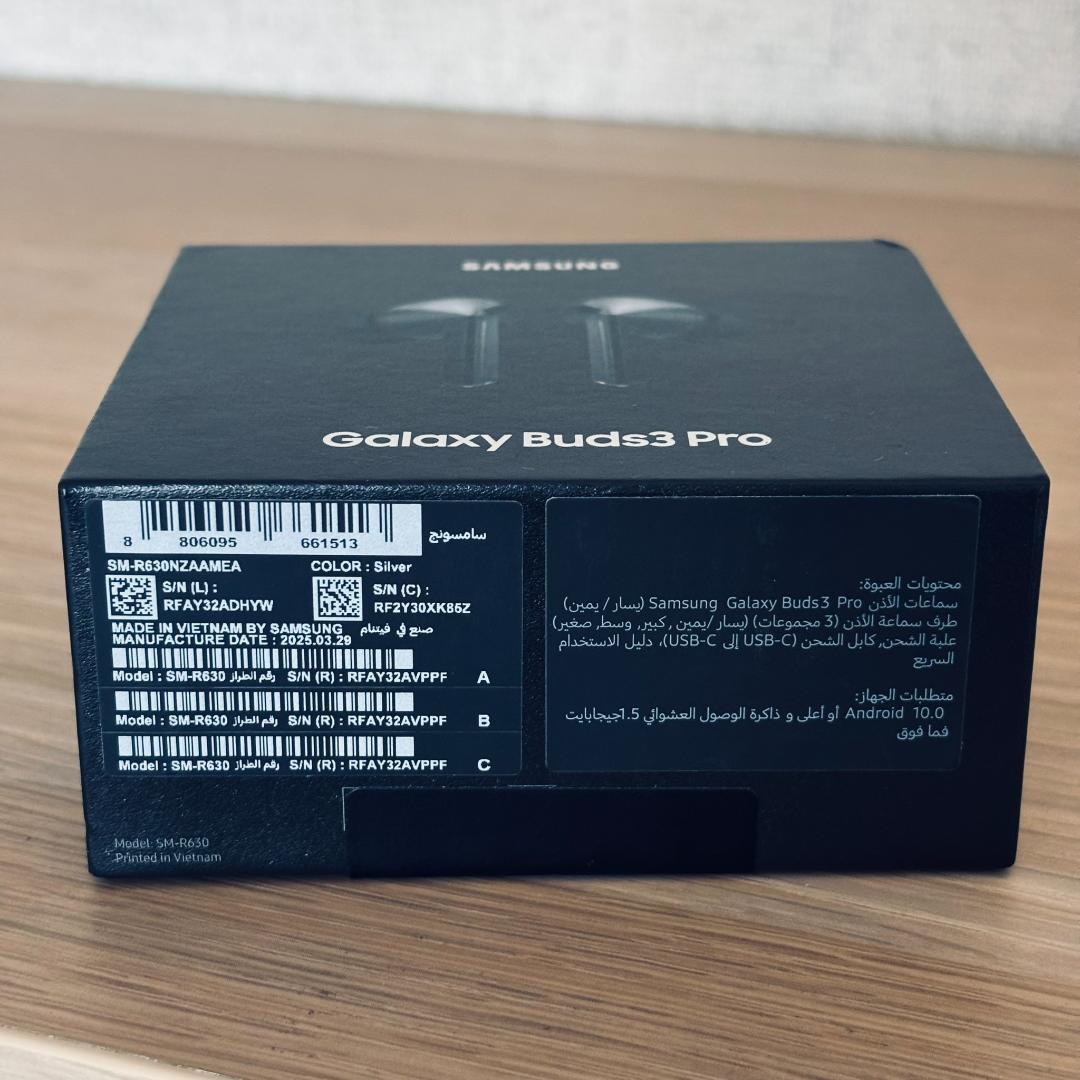 SAMSUNG
Galaxy Buds3 Pro
8 806095 661513
سامسونج
SM-R630NZAAMEA COLOR : Silver
S/N (L) : S/N (C) :
RFAY32ADHYW RF2Y30XK85Z
MADE IN VIETNAM BY SAMSUNG صنع في فيتنام
MANUFACTURE DATE : 2025.03.29
Model : SM-R630 رقم الطراز S/N (R) : RFAY32AVPPF A
Model : SM-R630 رقم الطراز S/N (R) : RFAY32AVPPF B
Model : SM-R630 رقم الطراز S/N (R) : RFAY32AVPPF C
محتويات العبوة:
سماعات الأذن Samsung Galaxy Buds3 Pro (يسار / يمين)
طرف سماعة الأذن (3 مجموعات) (يسار /يمين , كبير, وسط, صغير)
علبة الشحن, كابل الشحن (USB-C إلى USB-C)، دليل الاستخدام
السريع
متطلبات الجهاز:
Android 10.0 أو أعلى و ذاكرة الوصول العشوائي 1.5جيجابايت
فما فوق
Model: SM-R630
Printed in Vietnam